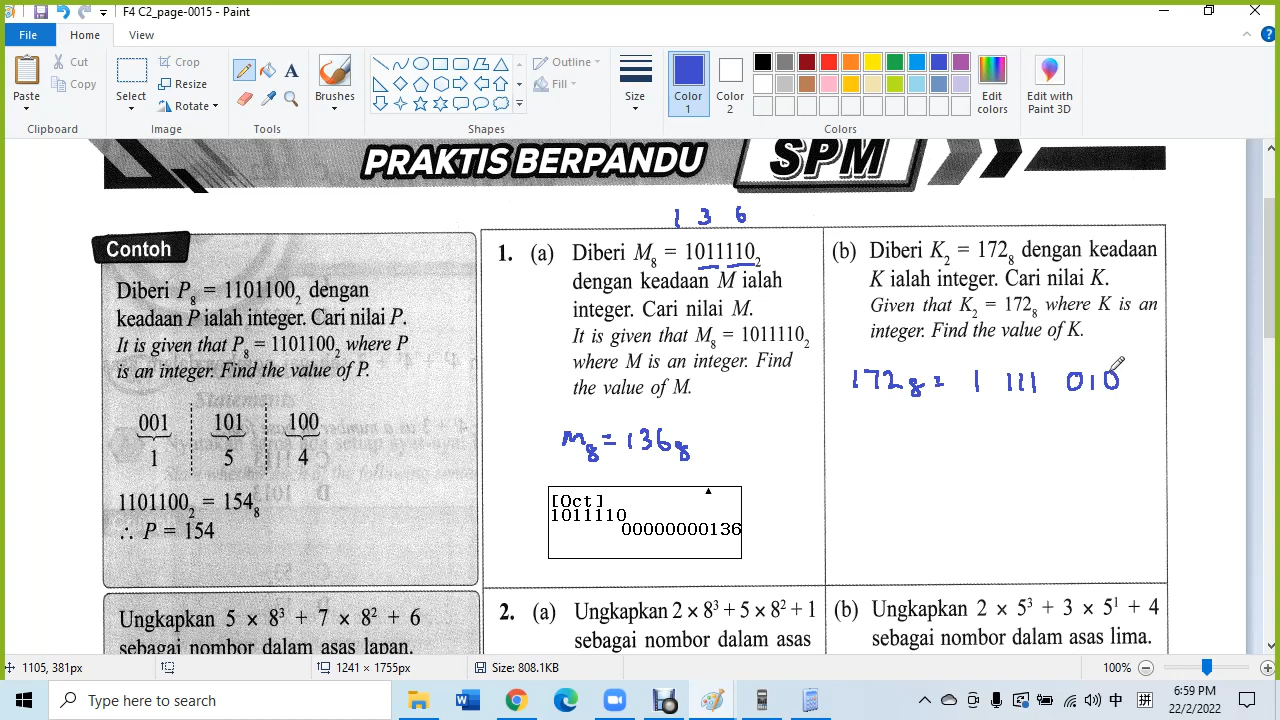 F4 C2_page-0015 - Paint
File Home View
Paste Cut Copy Clipboard
Select Crop Resize Rotate Image
Tools
Brushes
Outline Fill Shapes
Size
Color 1 Color 2 Edit colors Edit with Paint 3D Colors
PRAKTIS BERPANDU SPM
Contoh
Diberi P₈ = 1101100₂ dengan
keadaan P ialah integer. Cari nilai P.
It is given that P₈ = 1101100₂ where P
is an integer. Find the value of P.
001 101 100
1 5 4
1101100₂ = 154₈
∴ P = 154
1 3 6
1. (a) Diberi M₈ = 1011110₂
dengan keadaan M ialah
integer. Cari nilai M.
It is given that M₈ = 1011110₂
where M is an integer. Find
the value of M.
M₈ = 136₈
[Oct]
1011110
00000000136
(b) Diberi K₂ = 172₈ dengan keadaan
K ialah integer. Cari nilai K.
Given that K₂ = 172₈ where K is an
integer. Find the value of K.
172₈ = 1 111 010
Ungkapkan 5 × 8³ + 7 × 8² + 6
sebagai nombor dalam asas lapan.
2. (a) Ungkapkan 2 × 8³ + 5 × 8² + 1
sebagai nombor dalam asas
(b) Ungkapkan 2 × 5³ + 3 × 5¹ + 4
sebagai nombor dalam asas lima.
1105, 381px 1241 × 1755px Size: 808.1KB 100%
Type here to search
中 拼 6:59 PM
22/2/2022